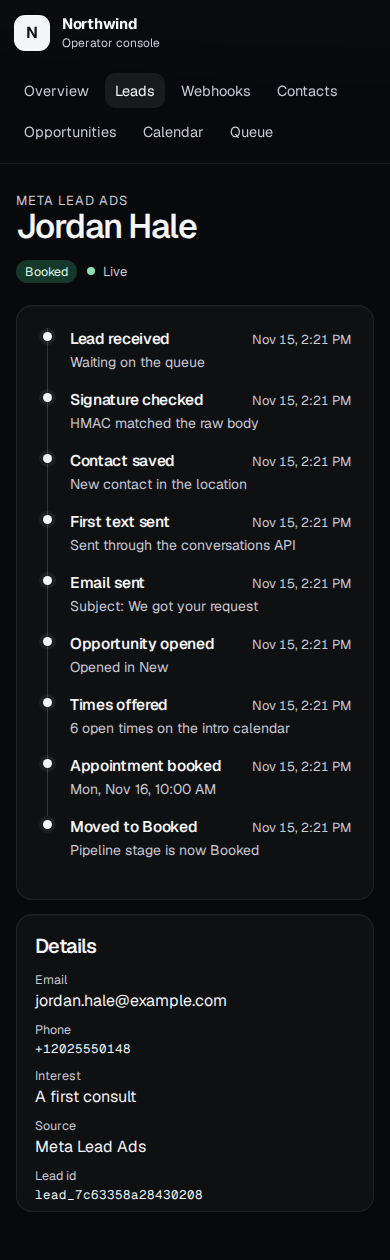 N
Northwind
Operator console
Overview Leads Webhooks Contacts
Opportunities Calendar Queue
META LEAD ADS
Jordan Hale
Booked Live
Lead received Nov 15, 2:21 PM
Waiting on the queue
Signature checked Nov 15, 2:21 PM
HMAC matched the raw body
Contact saved Nov 15, 2:21 PM
New contact in the location
First text sent Nov 15, 2:21 PM
Sent through the conversations API
Email sent Nov 15, 2:21 PM
Subject: We got your request
Opportunity opened Nov 15, 2:21 PM
Opened in New
Times offered Nov 15, 2:21 PM
6 open times on the intro calendar
Appointment booked Nov 15, 2:21 PM
Mon, Nov 16, 10:00 AM
Moved to Booked Nov 15, 2:21 PM
Pipeline stage is now Booked
Details
Email
jordan.hale@example.com
Phone
+12025550148
Interest
A first consult
Source
Meta Lead Ads
Lead id
lead_7c63358a28430208